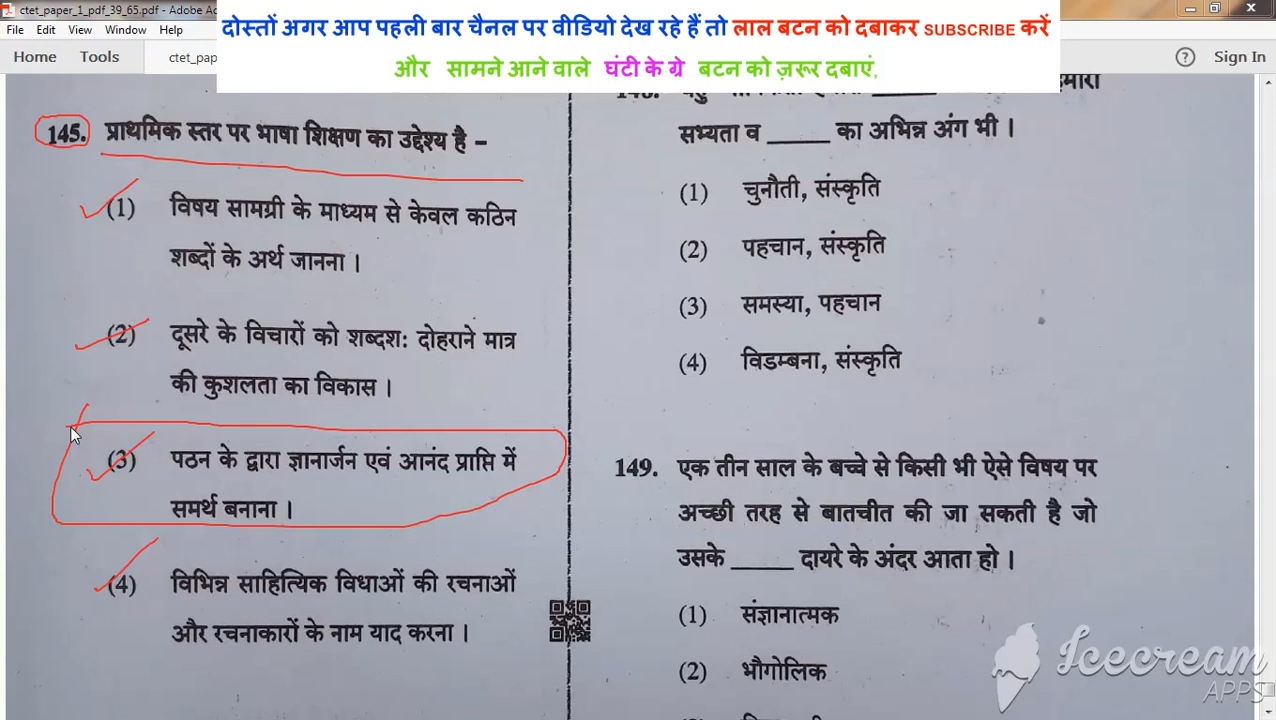 ctet_paper_1_pdf_39_65.pdf - Adobe Ac
File Edit View Window Help
दोस्तों अगर आप पहली बार चैनल पर वीडियो देख रहे हैं तो लाल बटन को दबाकर SUBSCRIBE करें
और सामने आने वाले घंटी के ग्रे बटन को ज़रूर दबाएं,
Home Tools ctet_pap
Sign In
145. प्राथमिक स्तर पर भाषा शिक्षण का उद्देश्य है –
(1) विषय सामग्री के माध्यम से केवल कठिन
शब्दों के अर्थ जानना ।
(2) दूसरे के विचारों को शब्दश: दोहराने मात्र
की कुशलता का विकास ।
(3) पठन के द्वारा ज्ञानार्जन एवं आनंद प्राप्ति में
समर्थ बनाना ।
(4) विभिन्न साहित्यिक विधाओं की रचनाओं
और रचनाकारों के नाम याद करना ।
सभ्यता व _____ का अभिन्न अंग भी ।
(1) चुनौती, संस्कृति
(2) पहचान, संस्कृति
(3) समस्या, पहचान
(4) विडम्बना, संस्कृति
149. एक तीन साल के बच्चे से किसी भी ऐसे विषय पर
अच्छी तरह से बातचीत की जा सकती है जो
उसके _____ दायरे के अंदर आता हो ।
(1) संज्ञानात्मक
(2) भौगोलिक
Icecream
APPS